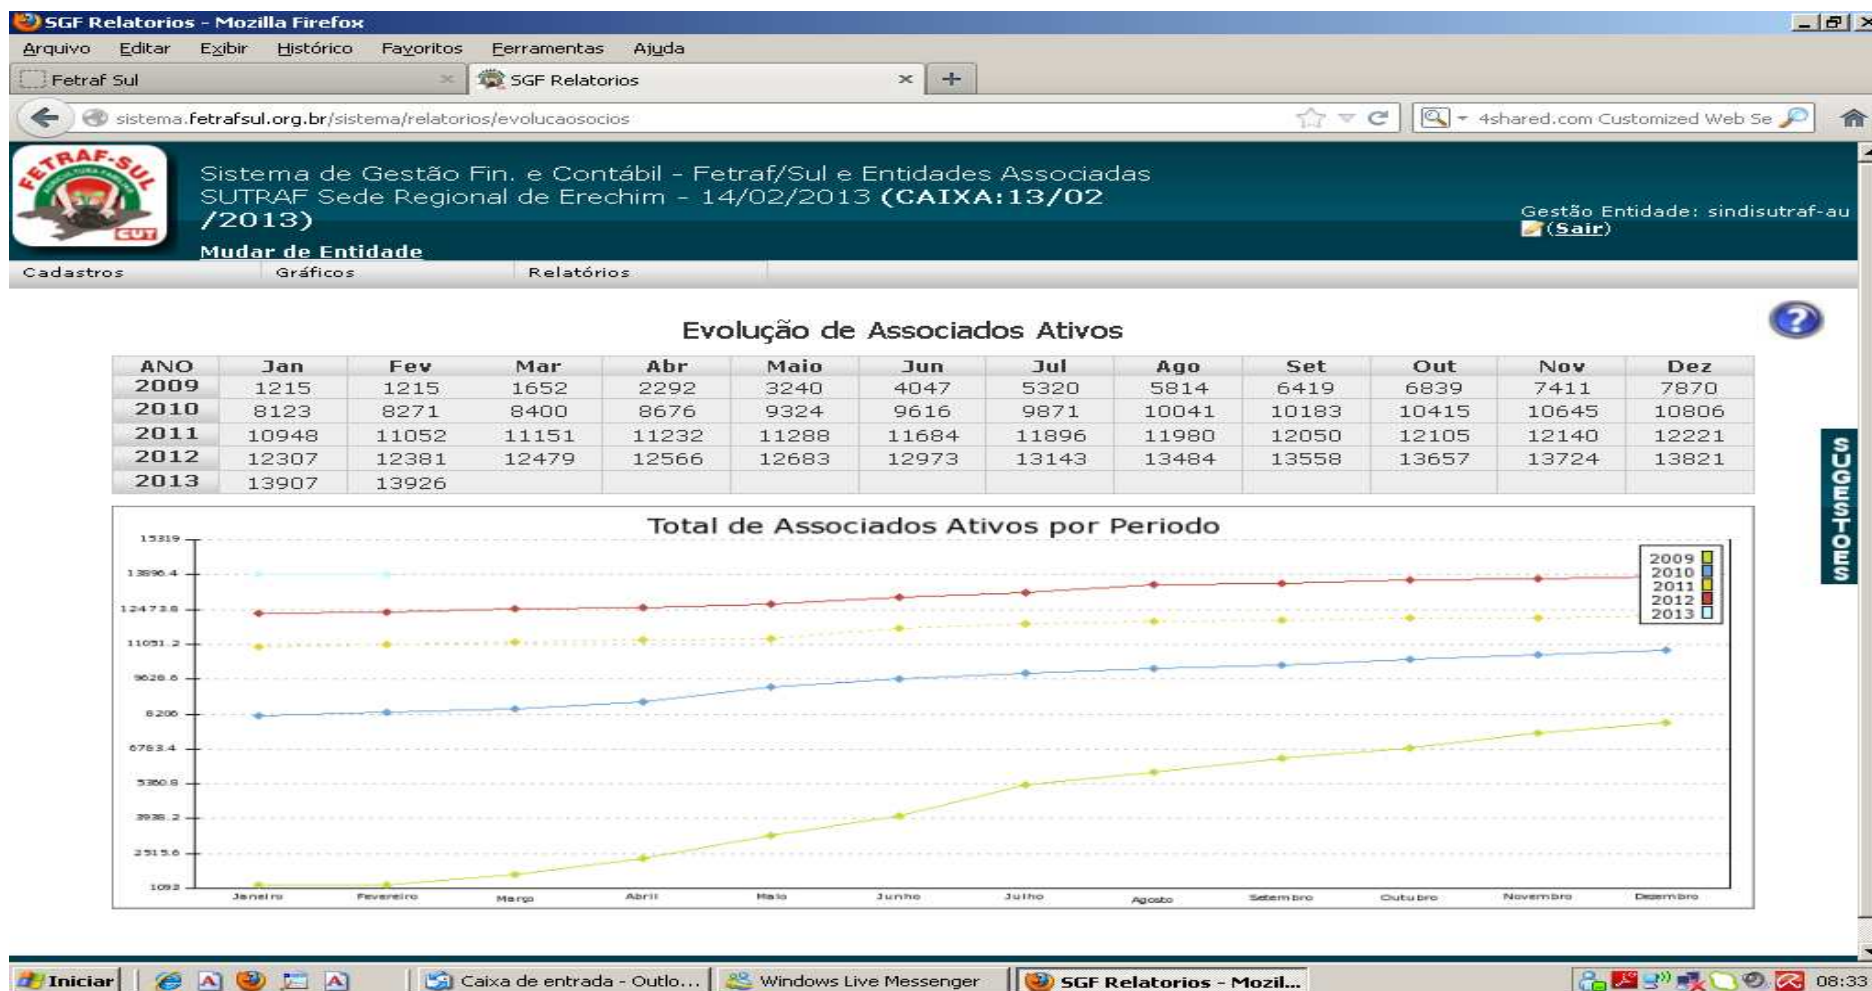 SGF Relatorios - Mozilla Firefox
Arquivo Editar Exibir Histórico Favoritos Ferramentas Ajuda
Fetraf Sul SGF Relatorios
sistema.fetrafsul.org.br/sistema/relatorios/evolucaosocios 4shared.com Customized Web Se
FETRAF-SUL
AGRICULTURA FAMILIAR
CUT
Sistema de Gestão Fin. e Contábil - Fetraf/Sul e Entidades Associadas
SUTRAF Sede Regional de Erechim - 14/02/2013 (CAIXA:13/02
/2013)
Mudar de Entidade
Gestão Entidade: sindisutraf-au
(Sair)
Cadastros Gráficos Relatórios
Evolução de Associados Ativos
ANO Jan Fev Mar Abr Maio Jun Jul Ago Set Out Nov Dez
2009 1215 1215 1652 2292 3240 4047 5320 5814 6419 6839 7411 7870
2010 8123 8271 8400 8676 9324 9616 9871 10041 10183 10415 10645 10806
2011 10948 11052 11151 11232 11288 11684 11896 11980 12050 12105 12140 12221
2012 12307 12381 12479 12566 12683 12973 13143 13484 13558 13657 13724 13821
2013 13907 13926
SUGESTOES
Total de Associados Ativos por Periodo
15319
13896.4
12473.8
11051.2
9628.6
8206
6783.4
5360.8
3938.2
2515.6
1093
2009
2010
2011
2012
2013
Janeiro Fevereiro Março Abril Maio Junho Julho Agosto Setembro Outubro Novembro Dezembro
Iniciar Caixa de entrada - Outlo... Windows Live Messenger SGF Relatorios - Mozil... 08:33